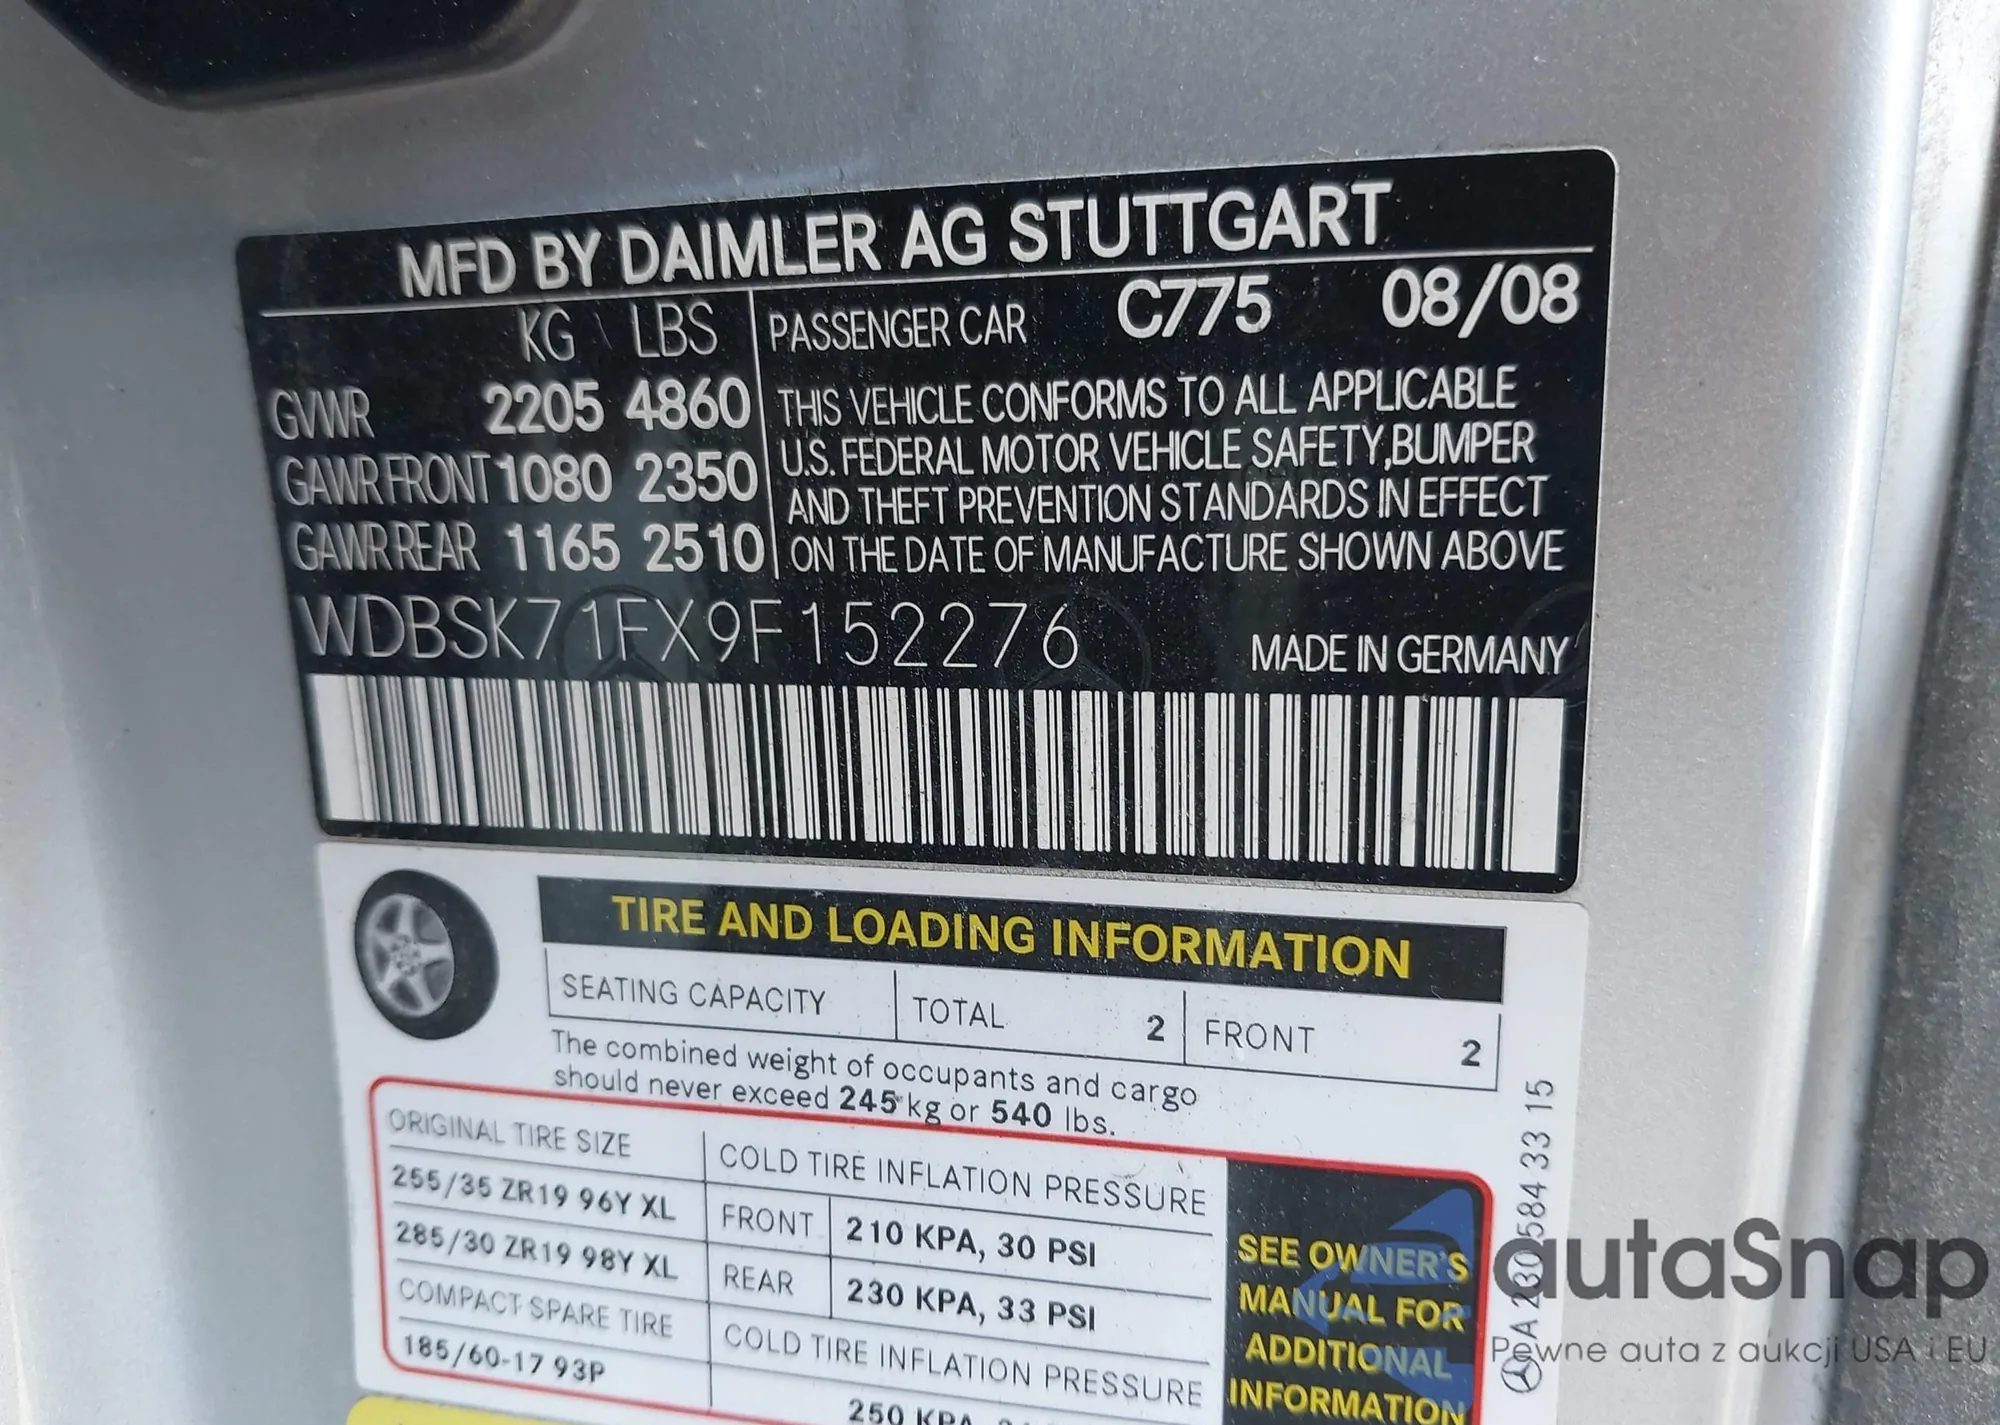 MFD BY DAIMLER AG STUTTGART
KG LBS
PASSENGER CAR C775 08/08
GVWR 2205 4860
GAWR FRONT 1080 2350
GAWR REAR 1165 2510
THIS VEHICLE CONFORMS TO ALL APPLICABLE
U.S. FEDERAL MOTOR VEHICLE SAFETY,BUMPER
AND THEFT PREVENTION STANDARDS IN EFFECT
ON THE DATE OF MANUFACTURE SHOWN ABOVE
WDBSK71FX9F152276
MADE IN GERMANY
TIRE AND LOADING INFORMATION
SEATING CAPACITY TOTAL 2 FRONT 2
The combined weight of occupants and cargo
should never exceed 245 kg or 540 lbs.
ORIGINAL TIRE SIZE COLD TIRE INFLATION PRESSURE
255/35 ZR19 96Y XL FRONT 210 KPA, 30 PSI
285/30 ZR19 98Y XL REAR 230 KPA, 33 PSI
COMPACT SPARE TIRE COLD TIRE INFLATION PRESSURE
185/60-17 93P
250 KPA,
SEE OWNER'S
MANUAL FOR
ADDITIONAL
INFORMATION
A 230 584 33 15
autaSnap
Pewne auta z aukcji USA i EU